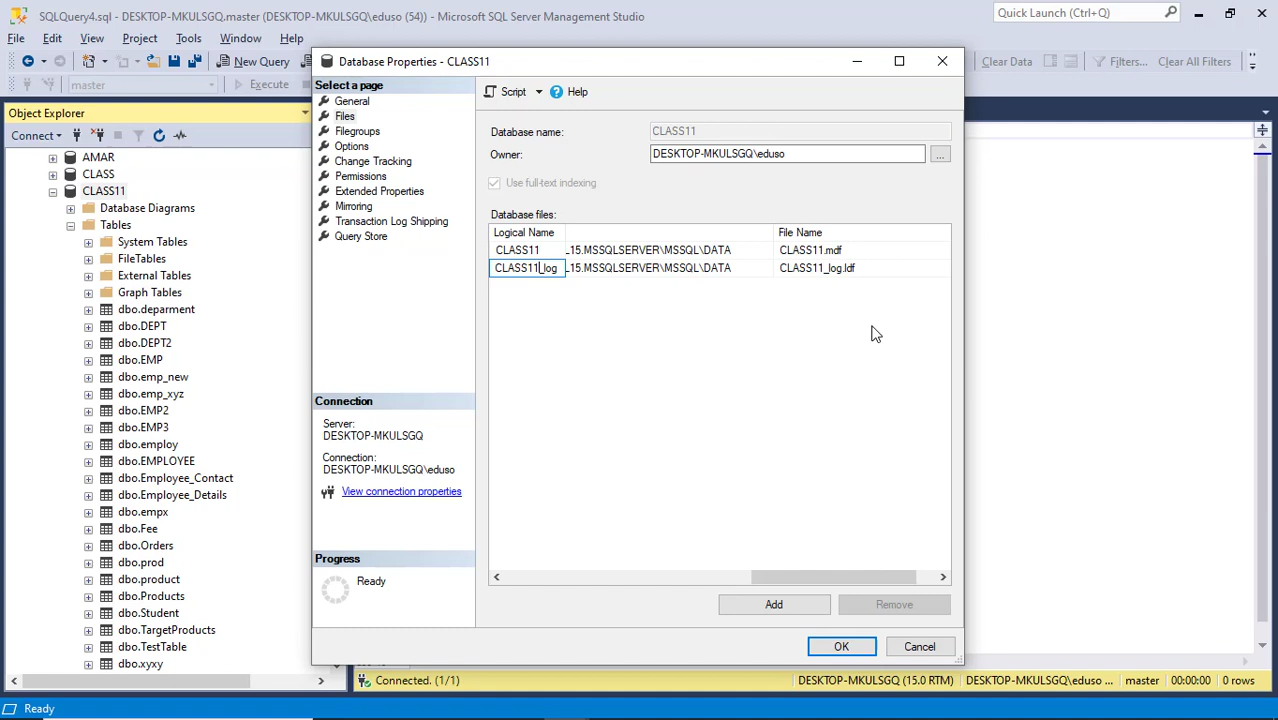 SQLQuery4.sql - DESKTOP-MKULSGQ.master (DESKTOP-MKULSGQ\eduso (54)) - Microsoft SQL Server Management Studio
Quick Launch (Ctrl+Q)
File Edit View Project Tools Window Help
New Query
Clear Data
Filters...
Clear All Filters
master
Execute
Object Explorer
Connect
AMAR
CLASS
CLASS11
Database Diagrams
Tables
System Tables
FileTables
External Tables
Graph Tables
dbo.deparment
dbo.DEPT
dbo.DEPT2
dbo.EMP
dbo.emp_new
dbo.emp_xyz
dbo.EMP2
dbo.EMP3
dbo.employ
dbo.EMPLOYEE
dbo.Employee_Contact
dbo.Employee_Details
dbo.empx
dbo.Fee
dbo.Orders
dbo.prod
dbo.product
dbo.Products
dbo.Student
dbo.TargetProducts
dbo.TestTable
dbo.xyxy
Database Properties - CLASS11
Select a page
General
Files
Filegroups
Options
Change Tracking
Permissions
Extended Properties
Mirroring
Transaction Log Shipping
Query Store
Connection
Server:
DESKTOP-MKULSGQ
Connection:
DESKTOP-MKULSGQ\eduso
View connection properties
Progress
Ready
Script Help
Database name: CLASS11
Owner: DESKTOP-MKULSGQ\eduso ...
Use full-text indexing
Database files:
Logical Name File Name
CLASS11 L15.MSSQLSERVER\MSSQL\DATA CLASS11.mdf
CLASS11_log L15.MSSQLSERVER\MSSQL\DATA CLASS11_log.ldf
Add Remove
OK Cancel
Connected. (1/1)
DESKTOP-MKULSGQ (15.0 RTM) DESKTOP-MKULSGQ\eduso ... master 00:00:00 0 rows
Ready